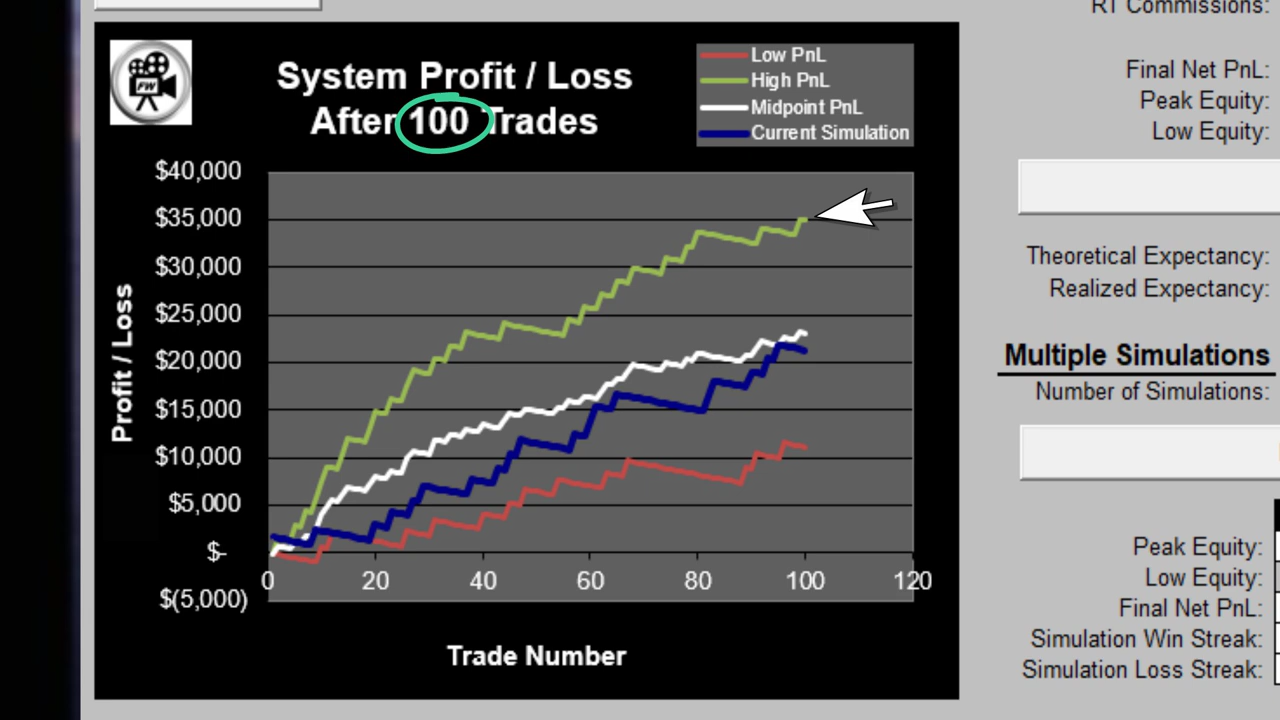 RT Commissions:
FW
System Profit / Loss
After 100 Trades
Low PnL
High PnL
Midpoint PnL
Current Simulation
Final Net PnL:
Peak Equity:
Low Equity:
$40,000
$35,000
$30,000
$25,000
$20,000
$15,000
$10,000
$5,000
$-
$(5,000)
Profit / Loss
0 20 40 60 80 100 120
Trade Number
Theoretical Expectancy:
Realized Expectancy:
Multiple Simulations
Number of Simulations:
Peak Equity:
Low Equity:
Final Net PnL:
Simulation Win Streak:
Simulation Loss Streak: